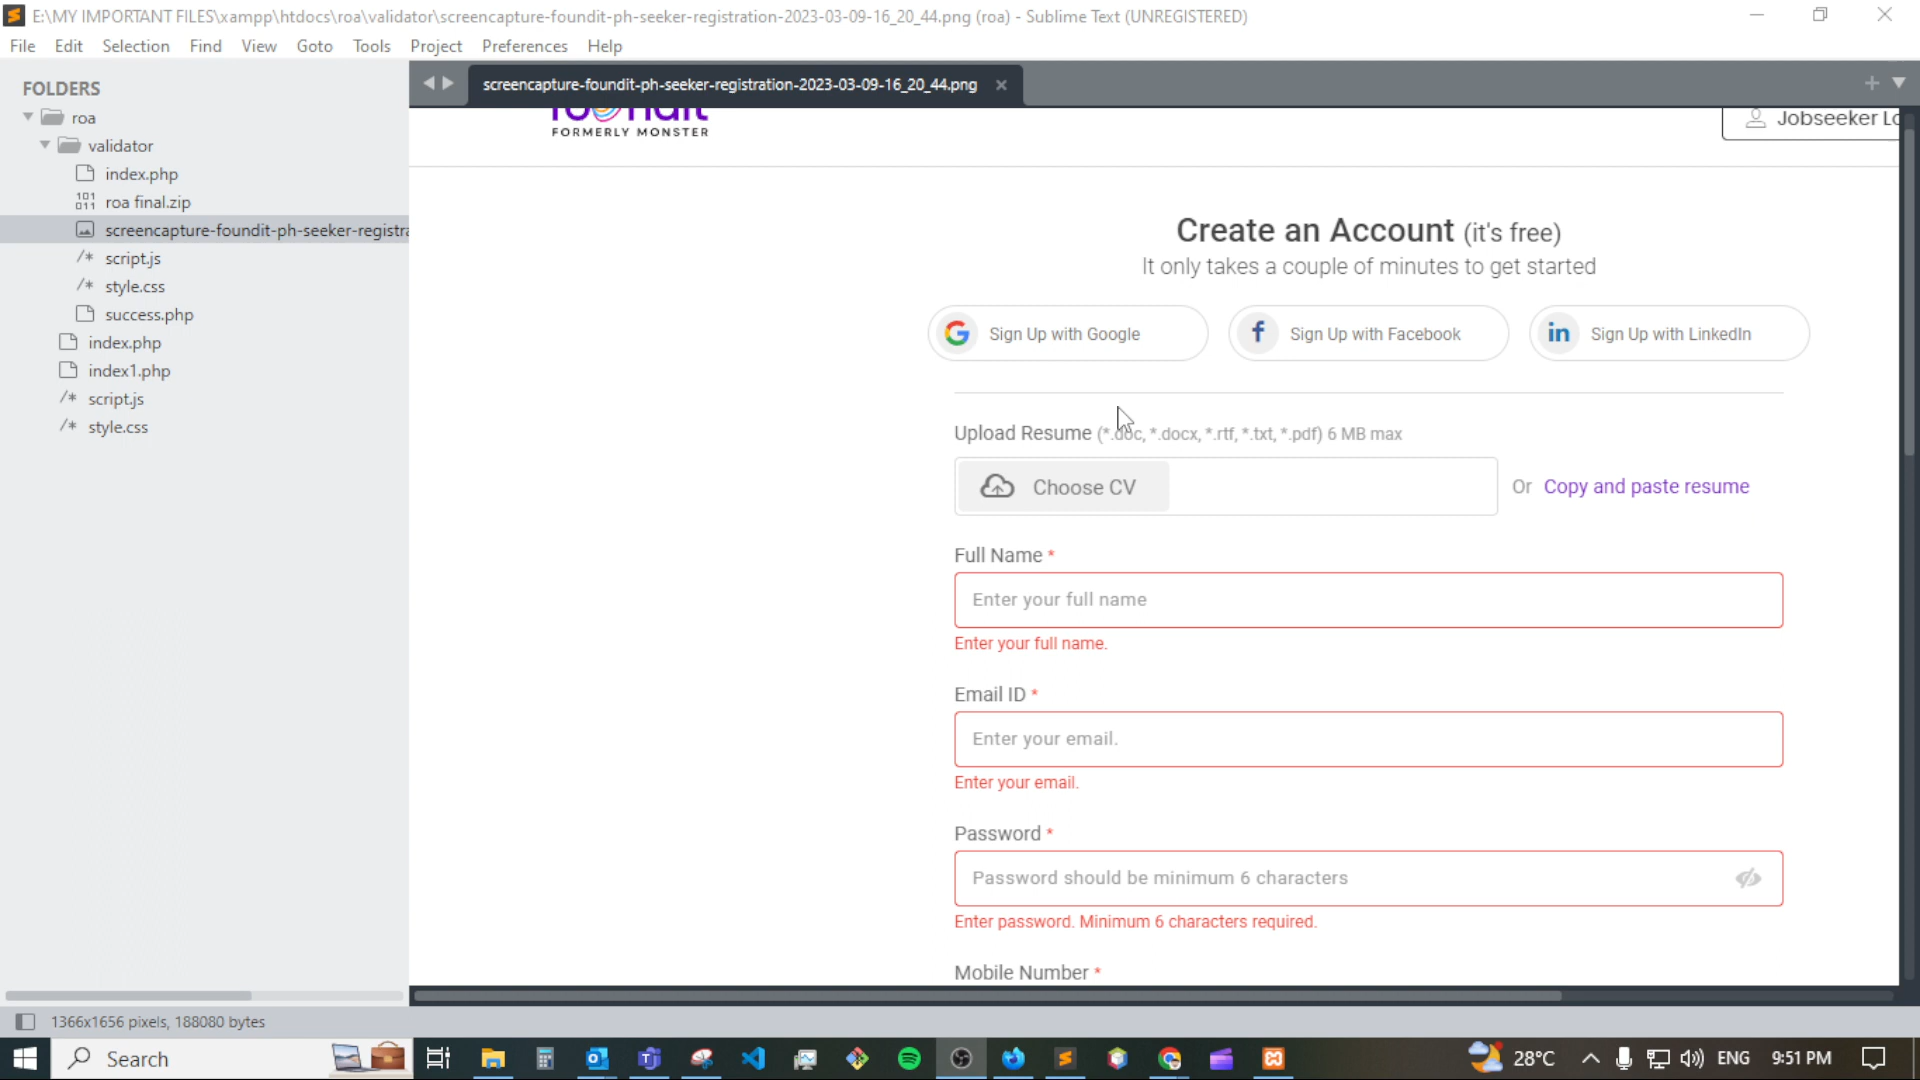 E:\MY IMPORTANT FILES\xampp\htdocs\roa\validator\screencapture-foundit-ph-seeker-registration-2023-03-09-16_20_44.png (roa) - Sublime Text (UNREGISTERED)
File Edit Selection Find View Goto Tools Project Preferences Help
FOLDERS
roa
validator
index.php
roa final.zip
screencapture-foundit-ph-seeker-registra
script.js
style.css
success.php
index.php
index1.php
script.js
style.css
screencapture-foundit-ph-seeker-registration-2023-03-09-16_20_44.png
foundit
FORMERLY MONSTER
Jobseeker Lo
Create an Account (it's free)
It only takes a couple of minutes to get started
Sign Up with Google
Sign Up with Facebook
Sign Up with LinkedIn
Upload Resume (*.doc, *.docx, *.rtf, *.txt, *.pdf) 6 MB max
Choose CV
Or Copy and paste resume
Full Name *
Enter your full name
Enter your full name.
Email ID *
Enter your email.
Enter your email.
Password *
Password should be minimum 6 characters
Enter password. Minimum 6 characters required.
Mobile Number *
1366x1656 pixels, 188080 bytes
Search
28°C
ENG
9:51 PM